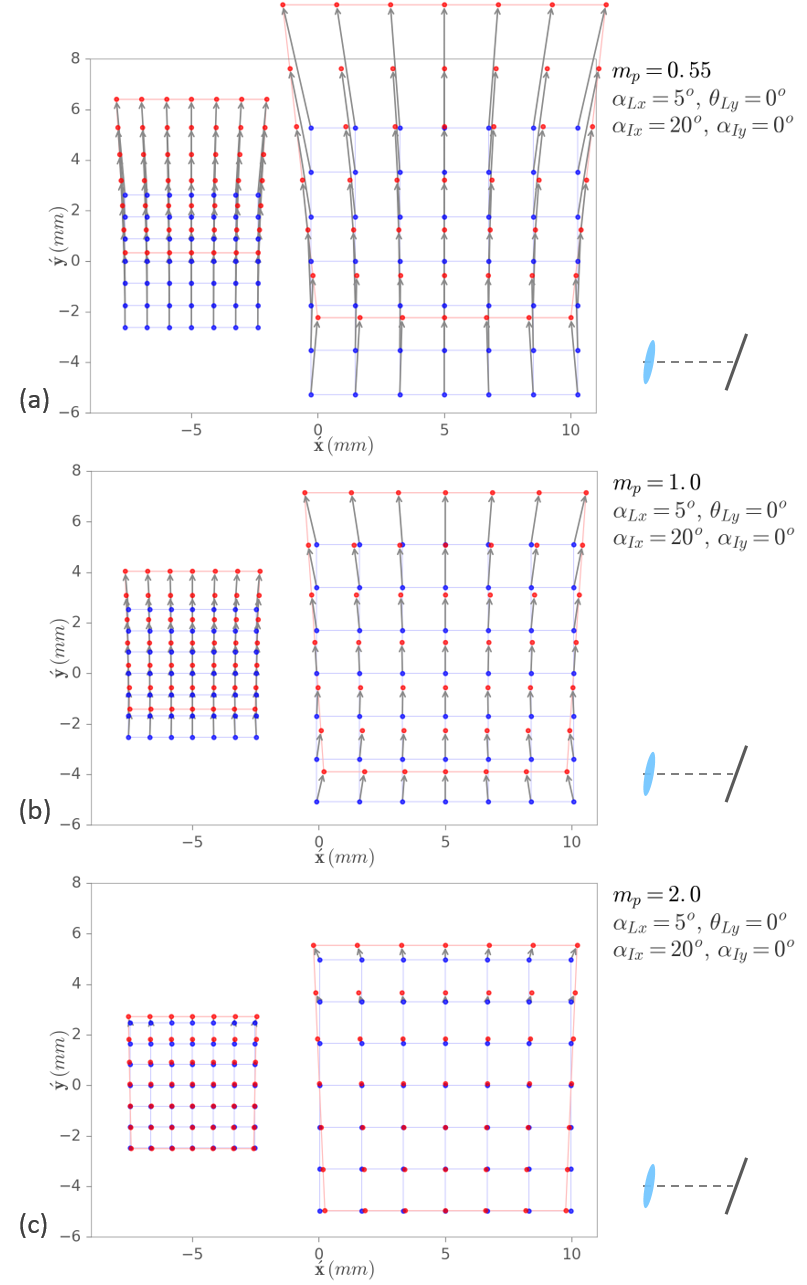 8
6
4
2
0
−2
−4
−6
ý (mm)
−5 0 5 10
x́ (mm)
(a)
m_p = 0.55
α_Lx = 5°, θ_Ly = 0°
α_Ix = 20°, α_Iy = 0°
8
6
4
2
0
−2
−4
−6
ý (mm)
−5 0 5 10
x́ (mm)
(b)
m_p = 1.0
α_Lx = 5°, θ_Ly = 0°
α_Ix = 20°, α_Iy = 0°
8
6
4
2
0
−2
−4
−6
ý (mm)
−5 0 5 10
x́ (mm)
(c)
m_p = 2.0
α_Lx = 5°, θ_Ly = 0°
α_Ix = 20°, α_Iy = 0°